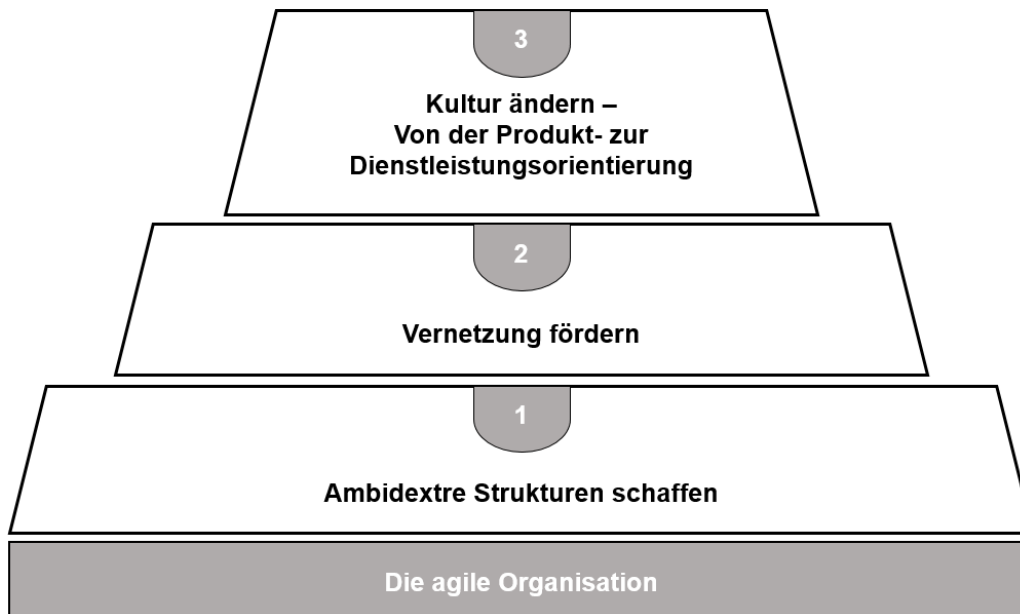 3
Kultur ändern –
Von der Produkt- zur
Dienstleistungsorientierung
2
Vernetzung fördern
1
Ambidextre Strukturen schaffen
Die agile Organisation